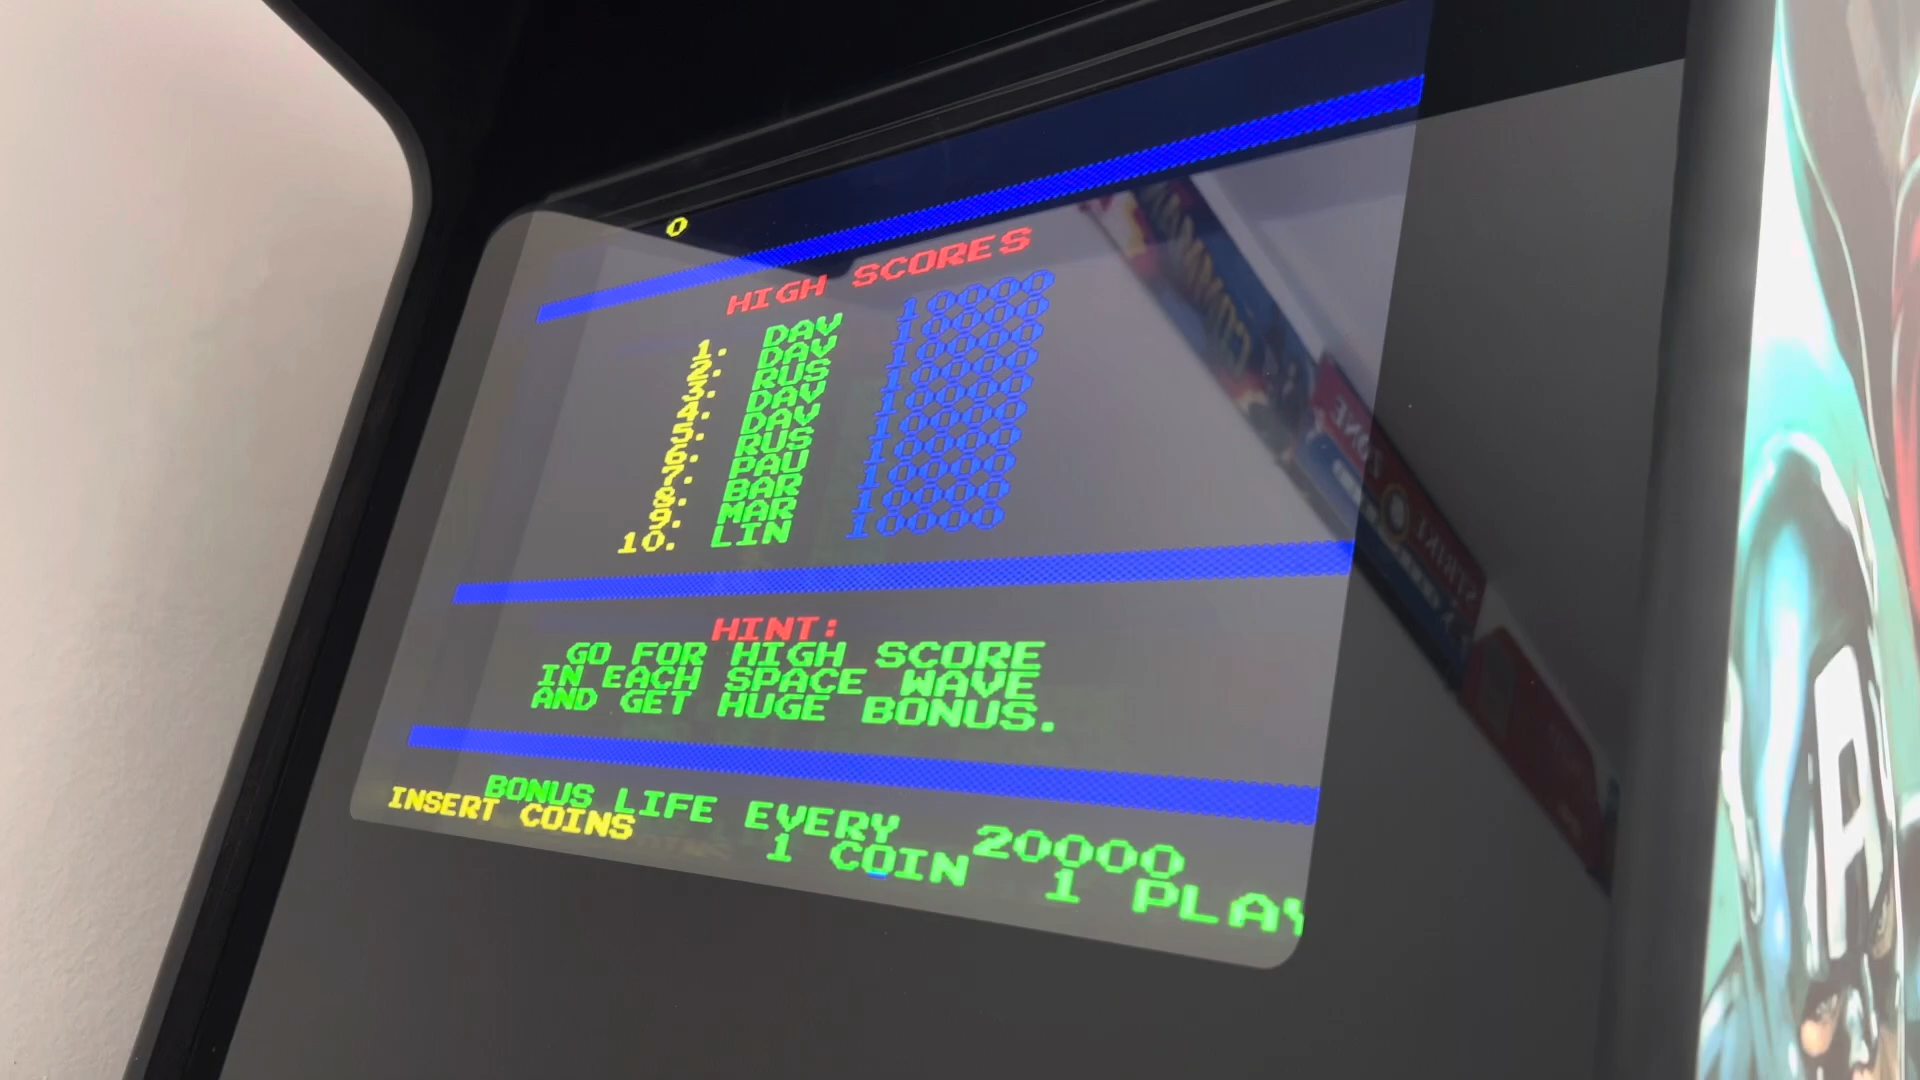 0
HIGH SCORES
1. DAV 10000
2. DAV 10000
3. RUS 10000
4. DAV 10000
5. DAV 10000
6. RUS 10000
7. PAU 10000
8. BAR 10000
9. MAR 10000
10. LIN 10000
HINT:
GO FOR HIGH SCORE
IN EACH SPACE WAVE
AND GET HUGE BONUS.
BONUS LIFE EVERY 20000
INSERT COINS 1 COIN 1 PLAY
A